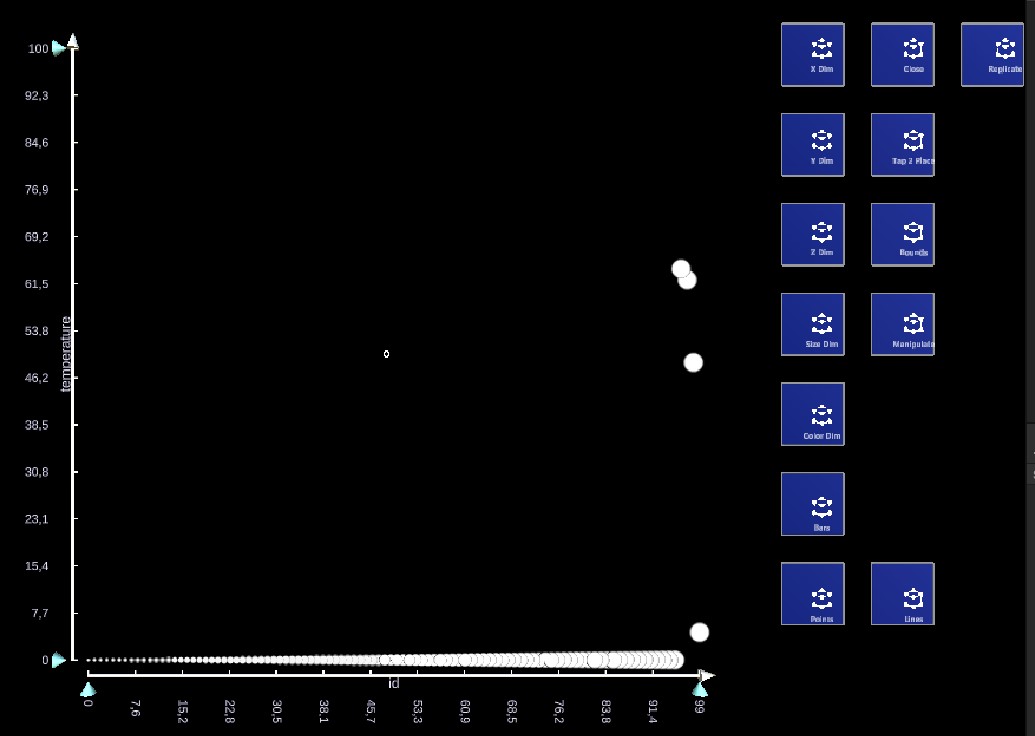 100
92,3
84,6
76,9
69,2
61,5
53,8
46,2
38,5
30,8
23,1
15,4
7,7
0
temperature
0
7,6
15,2
22,8
30,5
38,1
45,7
53,3
60,9
68,5
76,2
83,8
91,4
99
id
X Dim
Close
Replicate
Y Dim
Tap 2 Place
Z Dim
Bounds
Size Dim
Manipulate
Color Dim
Bars
Points
Lines